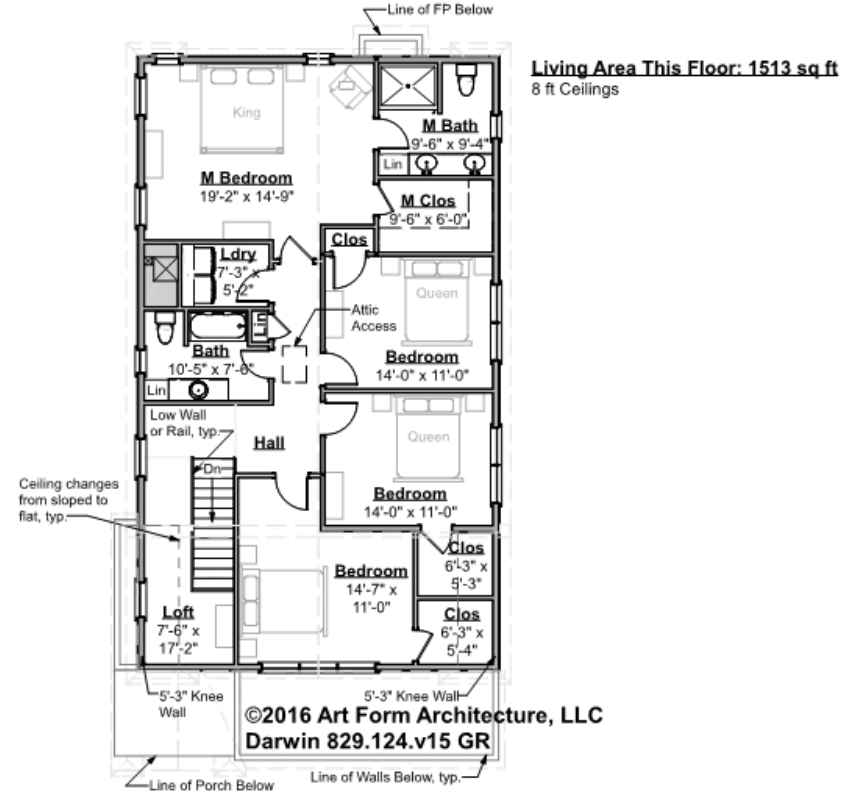 Line of FP Below
Living Area This Floor: 1513 sq ft
8 ft Ceilings
King
M Bath
9'-6" x 9'-4"
Lin
M Bedroom
19'-2" x 14'-9"
M Clos
9'-6" x 6'-0"
Clos
Ldry
7'-3" x
5'-2"
Queen
Attic
Access
Lin
Bath
10'-5" x 7'-6"
Bedroom
14'-0" x 11'-0"
Lin
Low Wall
or Rail, typ.
Hall
Queen
Dn
Ceiling changes
from sloped to
flat, typ.
Bedroom
14'-0" x 11'-0"
Clos
6'-3" x
5'-3"
Bedroom
14'-7" x
11'-0"
Loft
7'-6" x
17'-2"
Clos
6'-3" x
5'-4"
5'-3" Knee
Wall
5'-3" Knee Wall
©2016 Art Form Architecture, LLC
Darwin 829.124.v15 GR
Line of Porch Below
Line of Walls Below, typ.